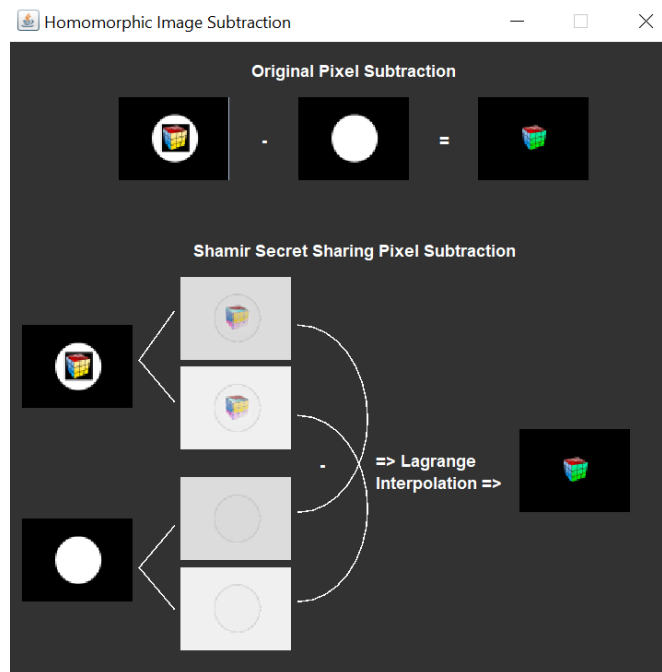 Homomorphic Image Subtraction
Original Pixel Subtraction
- =
Shamir Secret Sharing Pixel Subtraction
-
=> Lagrange
Interpolation =>